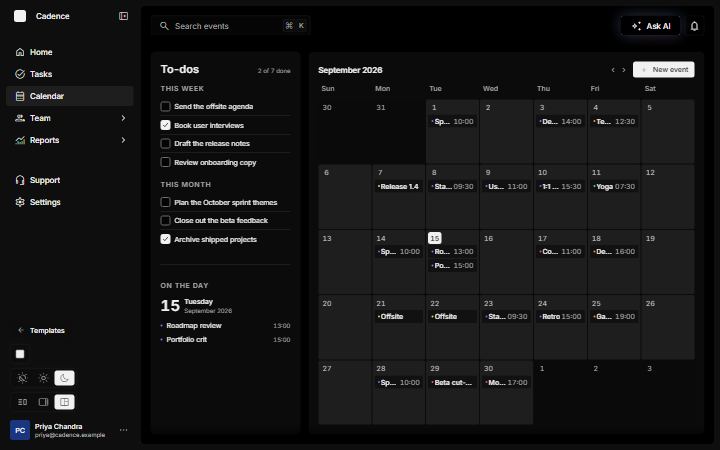 Cadence
Home
Tasks
Calendar
Team
Reports
Support
Settings
Templates
PC
Priya Chandra
priya@cadence.example
Search events
⌘ K
Ask AI
To-dos
2 of 7 done
THIS WEEK
Send the offsite agenda
Book user interviews
Draft the release notes
Review onboarding copy
THIS MONTH
Plan the October sprint themes
Close out the beta feedback
Archive shipped projects
ON THE DAY
15
Tuesday
September 2026
Roadmap review 13:00
Portfolio crit 15:00
September 2026
+ New event
Sun Mon Tue Wed Thu Fri Sat
30 31 1 2 3 4 5
Sp... 10:00 De... 14:00 Te... 12:30
6 7 8 9 10 11 12
Release 1.4 Sta... 09:30 Us... 11:00 1:1 ... 15:30 Yoga 07:30
13 14 15 16 17 18 19
Sp... 10:00 Ro... 13:00 Co... 11:00 De... 16:00
Po... 15:00
20 21 22 23 24 25 26
Offsite Offsite Sta... 09:30 Retro 15:00 Ga... 19:00
27 28 29 30 1 2 3
Sp... 10:00 Beta cut-... Mo... 17:00